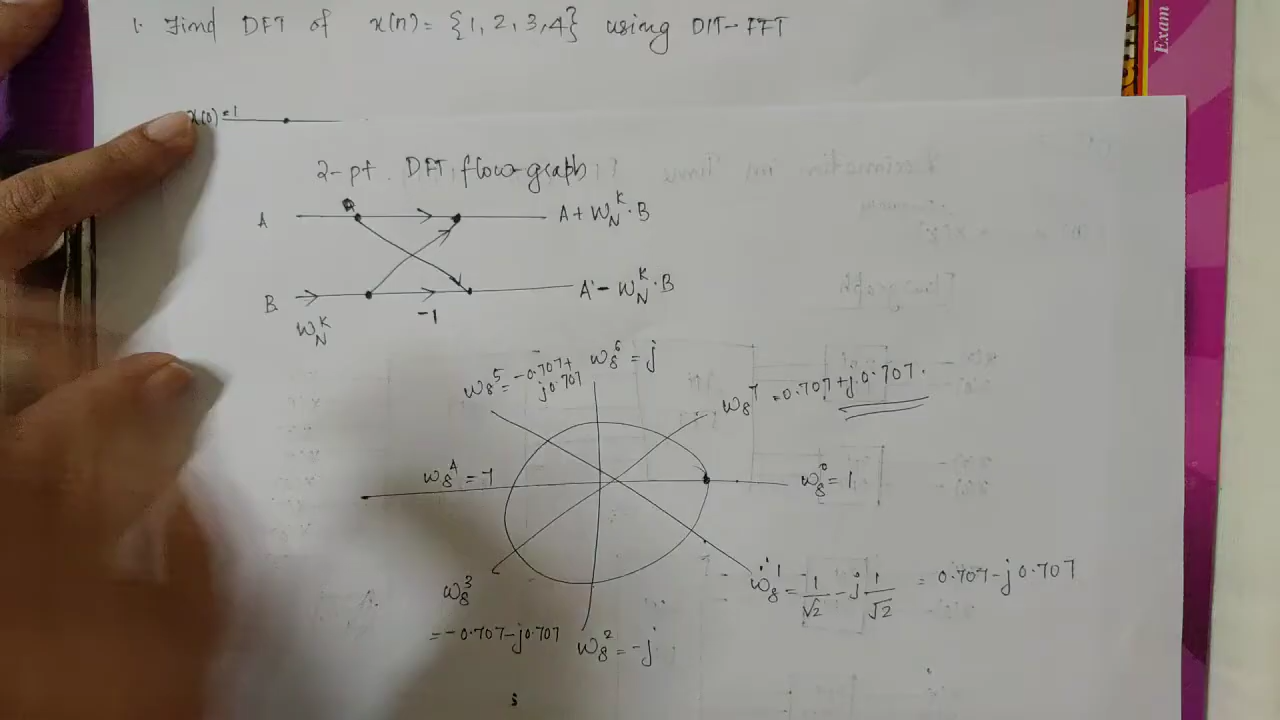 1. Find DFT of x(n) = {1, 2, 3, 4} using DIT-FFT
x(0) = 1
2-pt. DFT flowgraph
A
A + W_N^K · B
B
A - W_N^K · B
W_N^K
-1
W_8^5 = -0.707 + j0.707
W_8^6 = j
W_8^7 = 0.707 + j 0.707.
W_8^4 = -1
W_8^0 = 1
W_8^1 = 1/√2 - j 1/√2 = 0.707 - j 0.707
W_8^3
= -0.707 - j0.707
W_8^2 = -j
Exam